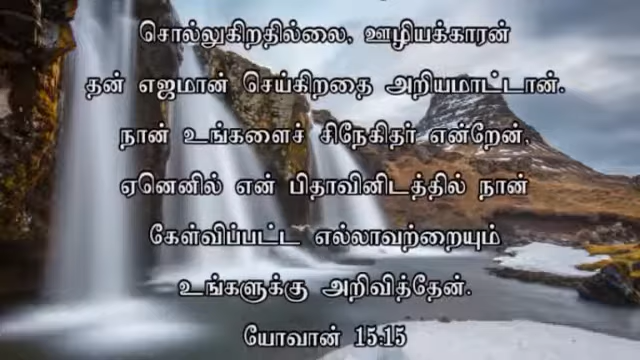 சொல்லுகிறதில்லை, ஊழியக்காரன்
தன் எஜமான் செய்கிறதை அறியமாட்டான்.
நான் உங்களைச் சிநேகிதர் என்றேன்,
ஏனெனில் என் பிதாவினிடத்தில் நான்
கேள்விப்பட்ட எல்லாவற்றையும்
உங்களுக்கு அறிவித்தேன்.
யோவான் 15:15